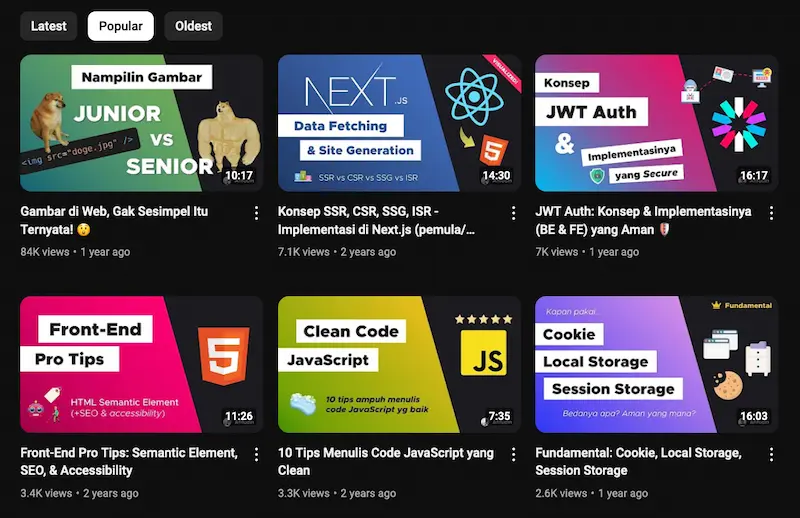 Latest
Popular
Oldest
Nampilin Gambar
JUNIOR
VS
SENIOR
<img src="doge.jpg" />
10:17
Gambar di Web, Gak Sesimpel Itu
Ternyata! 😲
84K views • 1 year ago
NEXT.JS
VISUALIZED!
Data Fetching
& Site Generation
SSR vs CSR vs SSG vs ISR
14:30
Konsep SSR, CSR, SSG, ISR -
Implementasi di Next.js (pemula/...
7.1K views • 2 years ago
Konsep
JWT Auth
&
Implementasinya
yang Secure
16:17
JWT Auth: Konsep & Implementasinya
(BE & FE) yang Aman 🛡️
7K views • 1 year ago
Front-End
Pro Tips
HTML Semantic Element
(+SEO & accessibility)
11:26
Front-End Pro Tips: Semantic Element,
SEO, & Accessibility
3.4K views • 2 years ago
Clean Code
JavaScript
JS
10 tips ampuh menulis
code JavaScript yg baik
7:35
10 Tips Menulis Code JavaScript yang
Clean
3.3K views • 2 years ago
Kapan pakai...
Fundamental
Cookie
Local Storage
Session Storage
Bedanya apa? Aman yang mana?
16:03
Fundamental: Cookie, Local Storage,
Session Storage
2.6K views • 1 year ago